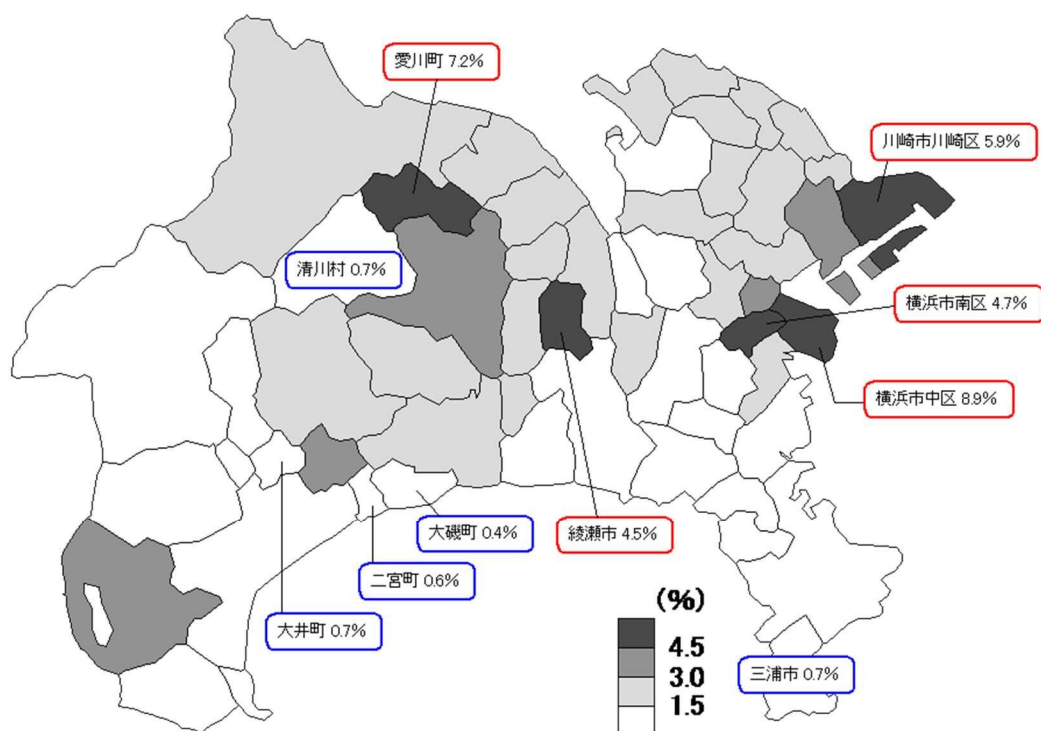 愛川町 7.2%
川崎市川崎区 5.9%
清川村 0.7%
横浜市南区 4.7%
横浜市中区 8.9%
大磯町 0.4%
綾瀬市 4.5%
二宮町 0.6%
大井町 0.7%
三浦市 0.7%
(%)
4.5
3.0
1.5